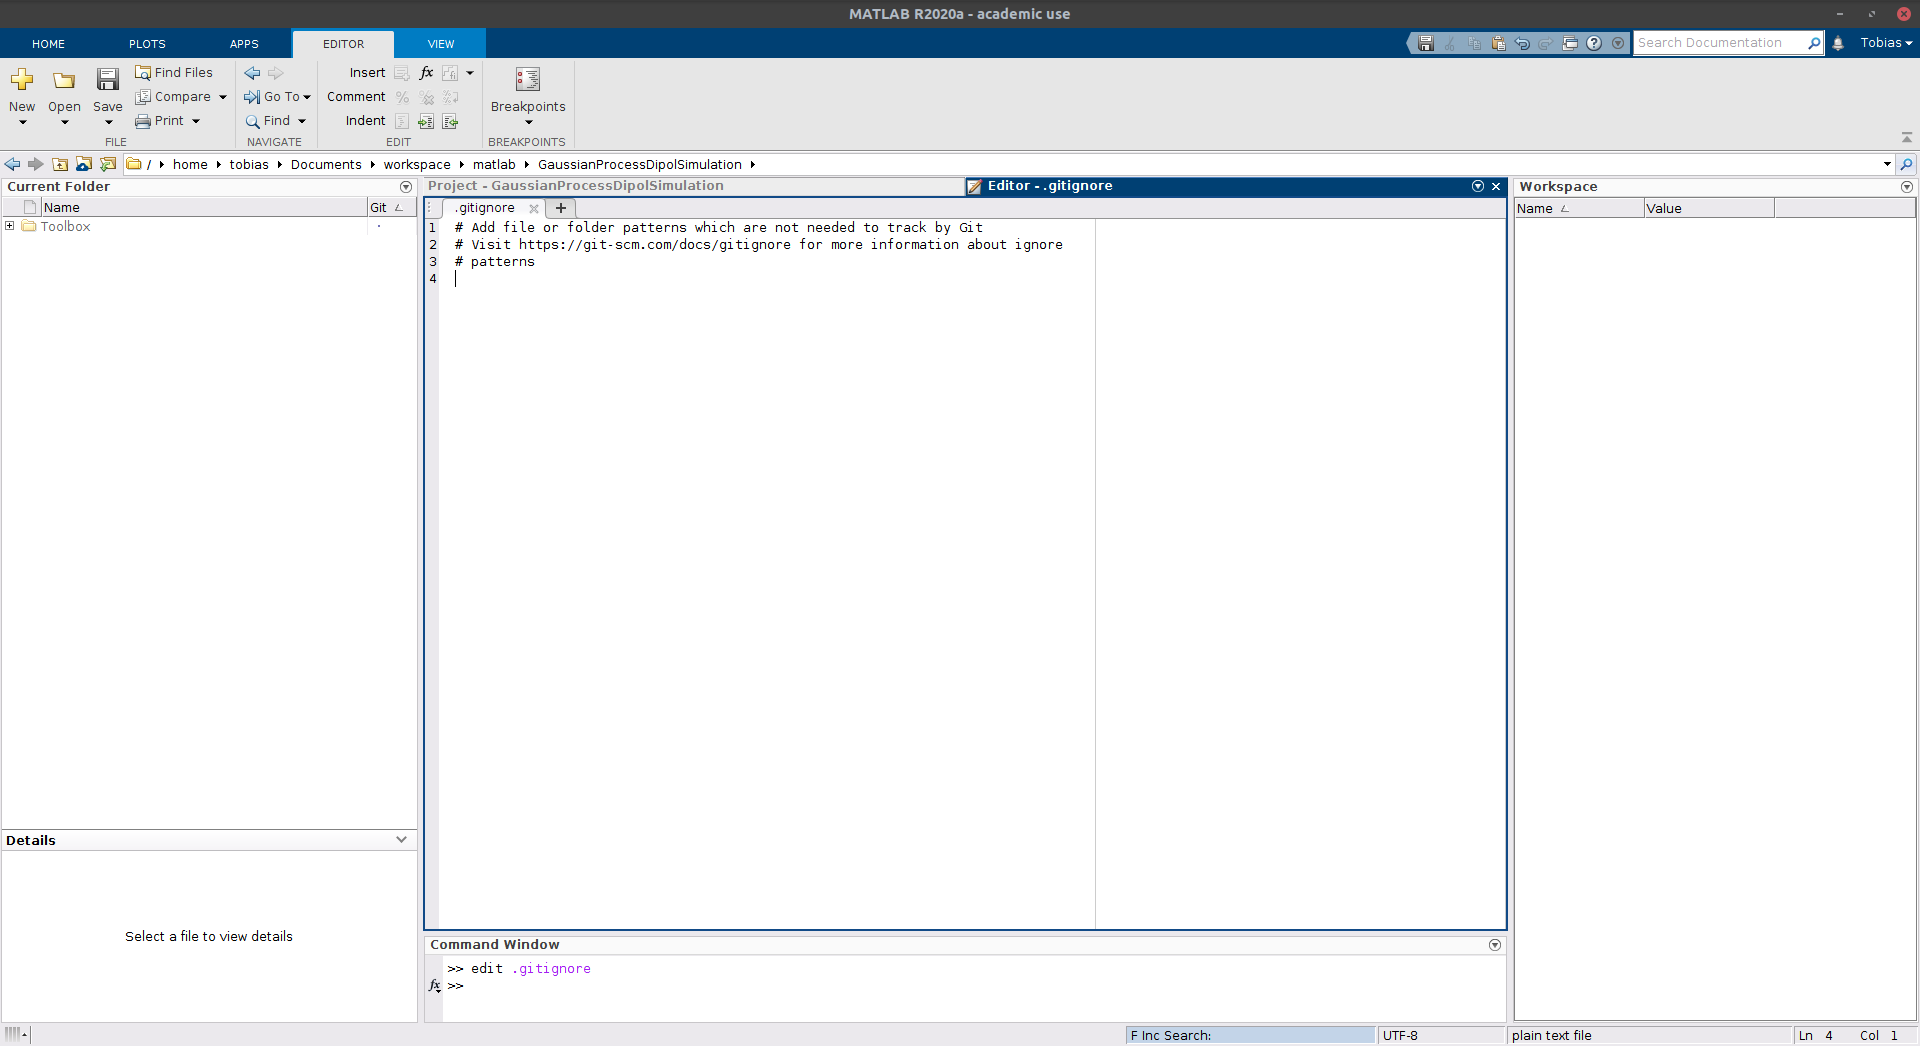 MATLAB R2020a - academic use
HOME PLOTS APPS EDITOR VIEW
Search Documentation
Tobias
New
Open
Save
Find Files
Compare
Print
FILE
Go To
Find
NAVIGATE
Insert
fx
Comment
Indent
EDIT
Breakpoints
BREAKPOINTS
/ home tobias Documents workspace matlab GaussianProcessDipolSimulation
Current Folder
Name Git
Toolbox
Details
Select a file to view details
Project - GaussianProcessDipolSimulation
Editor - .gitignore
.gitignore
1 # Add file or folder patterns which are not needed to track by Git
2 # Visit https://git-scm.com/docs/gitignore for more information about ignore
3 # patterns
4
Command Window
>> edit .gitignore
fx >>
Workspace
Name Value
F Inc Search:
UTF-8
plain text file
Ln 4 Col 1